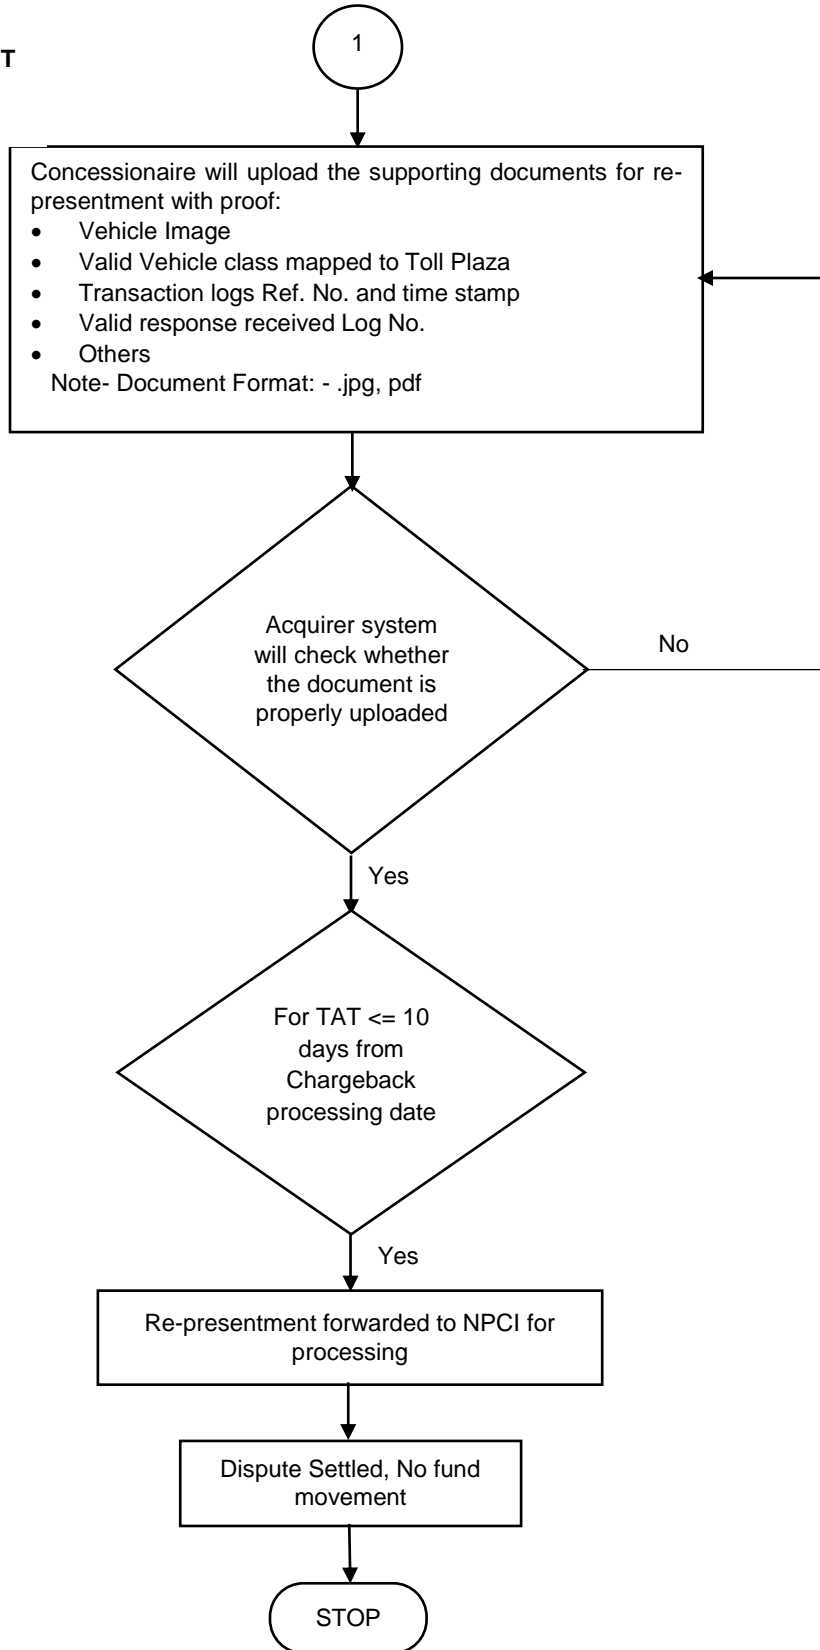 1
T
Concessionaire will upload the supporting documents for re-
presentment with proof:
• Vehicle Image
• Valid Vehicle class mapped to Toll Plaza
• Transaction logs Ref. No. and time stamp
• Valid response received Log No.
• Others
Note- Document Format: - .jpg, pdf
Acquirer system
will check whether
the document is
properly uploaded
No
Yes
For TAT <= 10
days from
Chargeback
processing date
Yes
Re-presentment forwarded to NPCI for
processing
Dispute Settled, No fund
movement
STOP